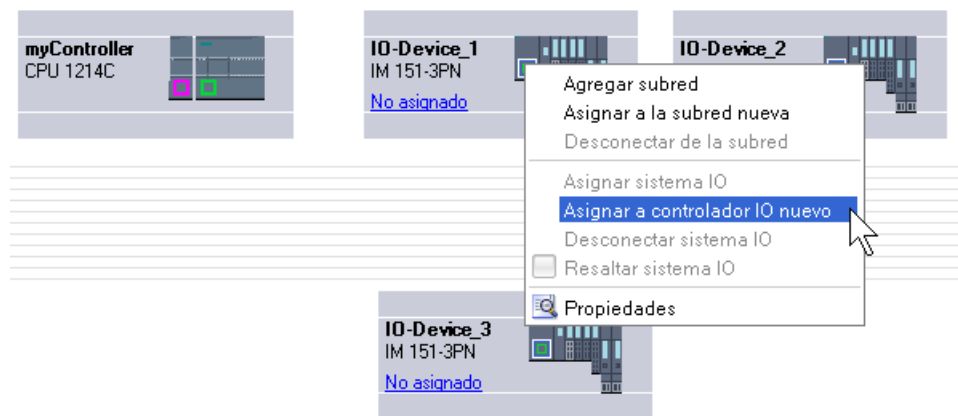 myController
CPU 1214C
IO-Device_1
IM 151-3PN
No asignado
IO-Device_2
Agregar subred
Asignar a la subred nueva
Desconectar de la subred
Asignar sistema IO
Asignar a controlador IO nuevo
Desconectar sistema IO
Resaltar sistema IO
Propiedades
IO-Device_3
IM 151-3PN
No asignado